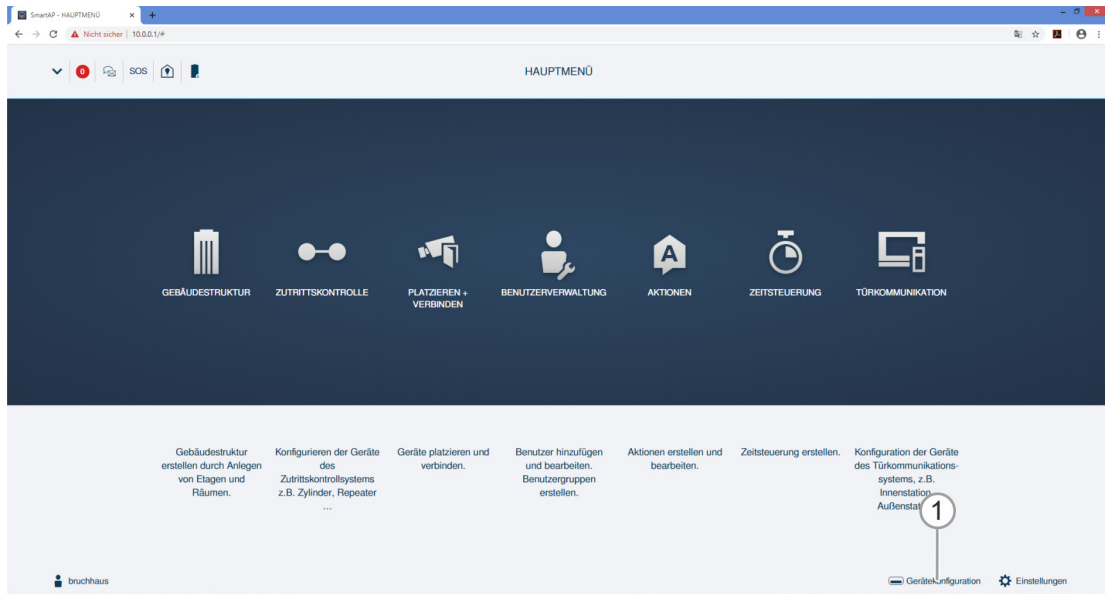 SmartAP - HAUPTMENÜ
Nicht sicher | 10.0.0.1/#
0 SOS
HAUPTMENÜ
GEBÄUDESTRUKTUR
ZUTRITTSKONTROLLE
PLATZIEREN +
VERBINDEN
BENUTZERVERWALTUNG
A
AKTIONEN
ZEITSTEUERUNG
TÜRKOMMUNIKATION
Gebäudestruktur
erstellen durch Anlegen
von Etagen und
Räumen.
Konfigurieren der Geräte
des
Zutrittskontrollsystems
z.B. Zylinder, Repeater
...
Geräte platzieren und
verbinden.
Benutzer hinzufügen
und bearbeiten.
Benutzergruppen
erstellen.
Aktionen erstellen und
bearbeiten.
Zeitsteuerung erstellen.
Konfiguration der Geräte
des Türkommunikations-
systems, z.B.
Innenstation
1
bruchhaus
Gerätekonfiguration
Einstellungen